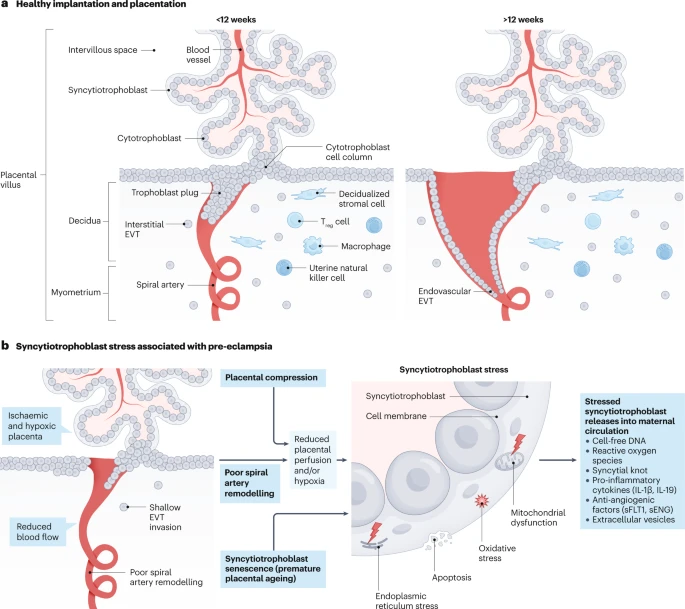 a Healthy implantation and placentation
<12 weeks
>12 weeks
Intervillous space
Blood
vessel
Syncytiotrophoblast
Cytotrophoblast
Cytotrophoblast
cell column
Placental
villus
Trophoblast plug
Decidualized
stromal cell
Decidua
Interstitial
EVT
Treg cell
Macrophage
Uterine natural
killer cell
Myometrium
Spiral artery
Endovascular
EVT
b Syncytiotrophoblast stress associated with pre-eclampsia
Ischaemic
and hypoxic
placenta
Reduced
blood flow
Shallow
EVT
invasion
Poor spiral
artery remodelling
Placental compression
Poor spiral
artery
remodelling
Syncytiotrophoblast
senescence (premature
placental ageing)
Reduced
placental
perfusion
and/or
hypoxia
Syncytiotrophoblast stress
Syncytiotrophoblast
Cell membrane
Mitochondrial
dysfunction
Oxidative
stress
Apoptosis
Endoplasmic
reticulum stress
Stressed
syncytiotrophoblast
releases into maternal
circulation
• Cell-free DNA
• Reactive oxygen
species
• Syncytial knot
• Pro-inflammatory
cytokines (IL-1β, IL-19)
• Anti-angiogenic
factors (sFLT1, sENG)
• Extracellular vesicles